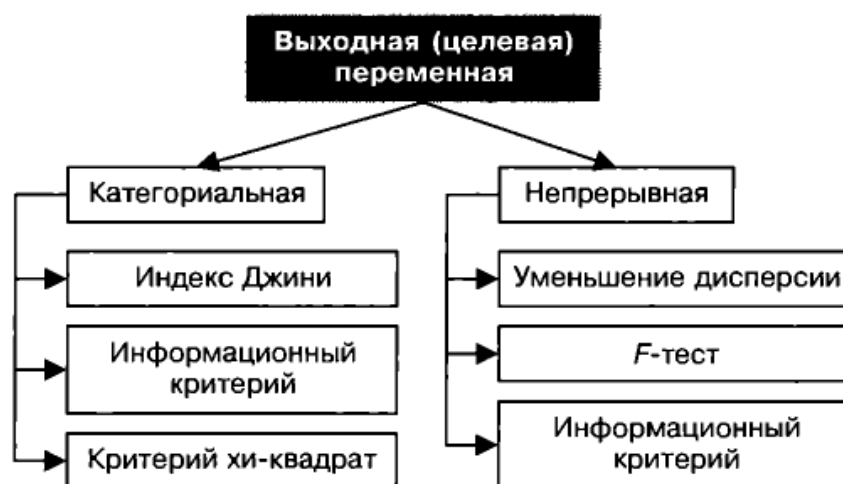 Выходная (целевая)
переменная
Категориальная
Индекс Джини
Информационный
критерий
Критерий хи-квадрат
Непрерывная
Уменьшение дисперсии
F-тест
Информационный
критерий